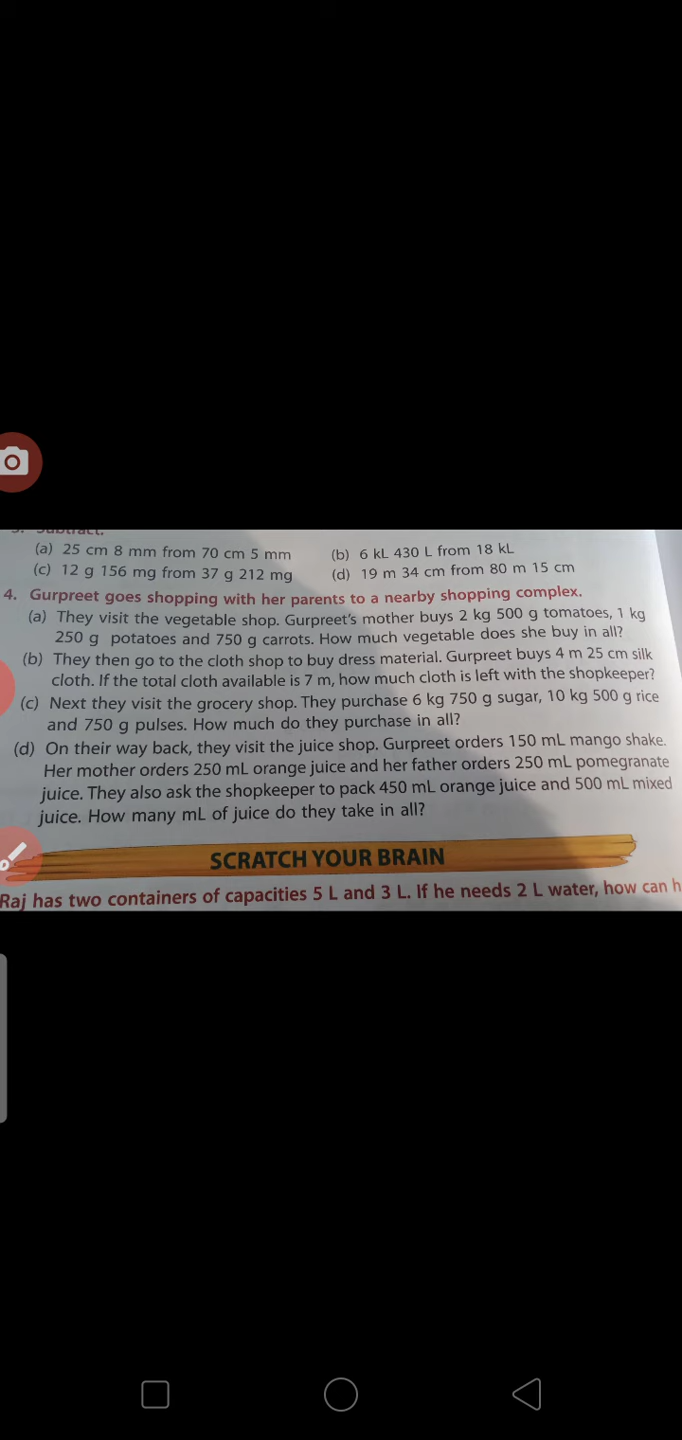 3. Subtract.
(a) 25 cm 8 mm from 70 cm 5 mm (b) 6 kL 430 L from 18 kL
(c) 12 g 156 mg from 37 g 212 mg (d) 19 m 34 cm from 80 m 15 cm
4. Gurpreet goes shopping with her parents to a nearby shopping complex.
(a) They visit the vegetable shop. Gurpreet's mother buys 2 kg 500 g tomatoes, 1 kg
250 g potatoes and 750 g carrots. How much vegetable does she buy in all?
(b) They then go to the cloth shop to buy dress material. Gurpreet buys 4 m 25 cm silk
cloth. If the total cloth available is 7 m, how much cloth is left with the shopkeeper?
(c) Next they visit the grocery shop. They purchase 6 kg 750 g sugar, 10 kg 500 g rice
and 750 g pulses. How much do they purchase in all?
(d) On their way back, they visit the juice shop. Gurpreet orders 150 mL mango shake.
Her mother orders 250 mL orange juice and her father orders 250 mL pomegranate
juice. They also ask the shopkeeper to pack 450 mL orange juice and 500 mL mixed
juice. How many mL of juice do they take in all?
SCRATCH YOUR BRAIN
Raj has two containers of capacities 5 L and 3 L. If he needs 2 L water, how can h